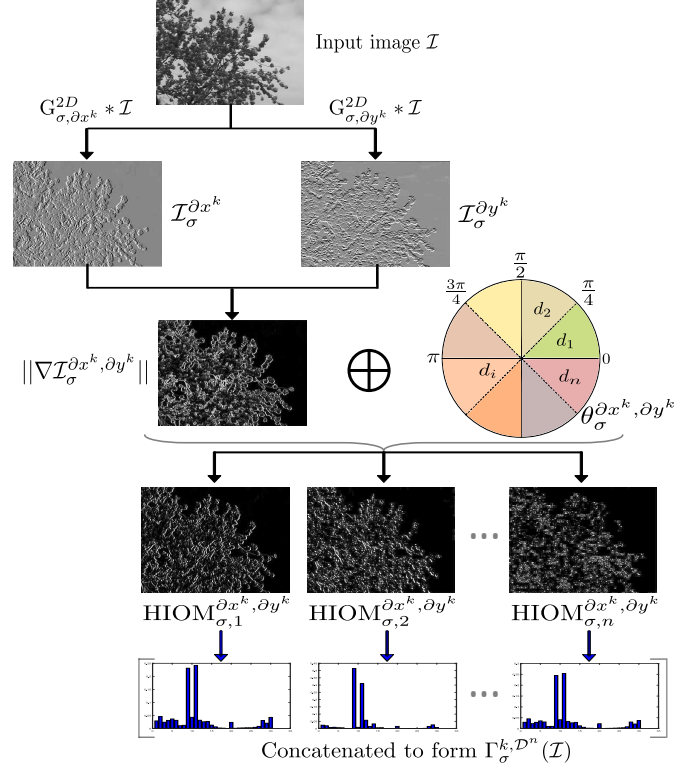 Input image 𝓘
G^{2D}_{σ,∂x^k} ∗ 𝓘
G^{2D}_{σ,∂y^k} ∗ 𝓘
𝓘_σ^{∂x^k}
𝓘_σ^{∂y^k}
π/2
3π/4
π/4
d_2
d_1
||∇𝓘_σ^{∂x^k,∂y^k}||
π
d_i
d_n
0
θ_σ^{∂x^k,∂y^k}
HIOM_{σ,1}^{∂x^k,∂y^k}
HIOM_{σ,2}^{∂x^k,∂y^k}
HIOM_{σ,n}^{∂x^k,∂y^k}
Concatenated to form Γ_σ^{k,𝒟^n}(𝓘)